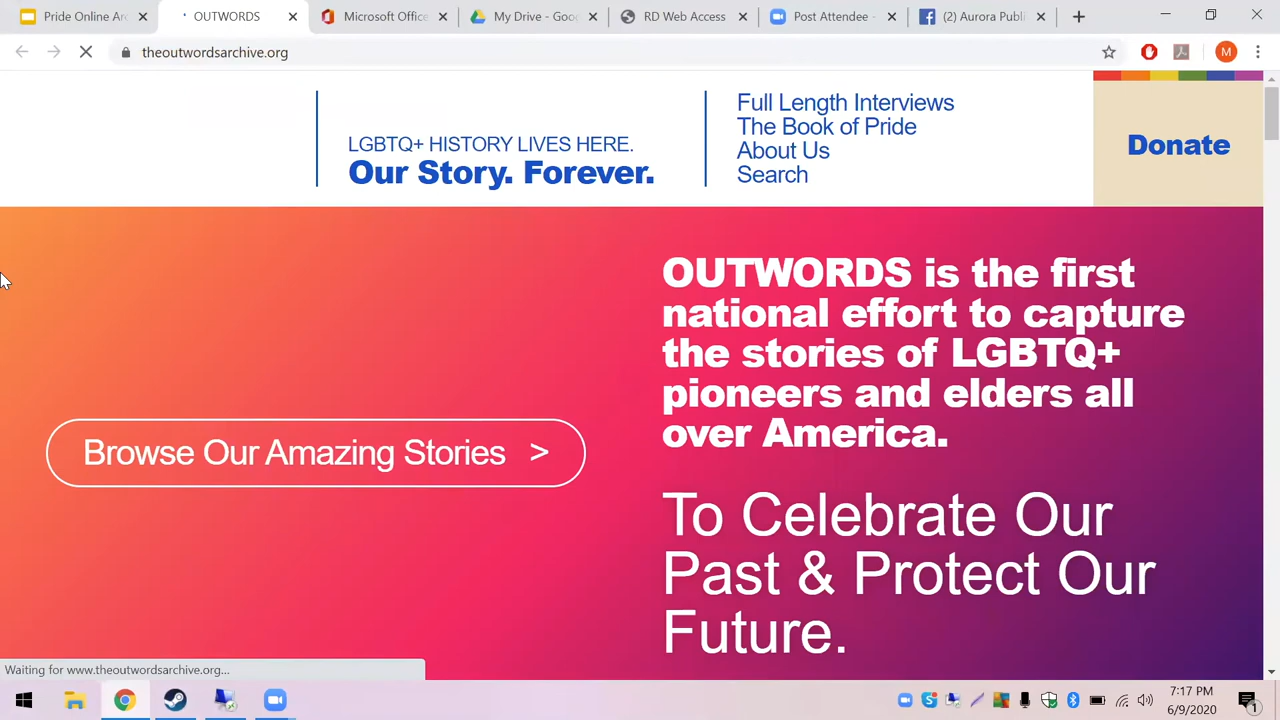 Pride Online Ar
OUTWORDS
Microsoft Office
My Drive - Goo
RD Web Access
Post Attendee -
(2) Aurora Publ
theoutwordsarchive.org
M
LGBTQ+ HISTORY LIVES HERE.
Our Story. Forever.
Full Length Interviews
The Book of Pride
About Us
Search
Donate
Browse Our Amazing Stories >
OUTWORDS is the first
national effort to capture
the stories of LGBTQ+
pioneers and elders all
over America.
To Celebrate Our
Past & Protect Our
Future.
Waiting for www.theoutwordsarchive.org...
7:17 PM
6/9/2020
1